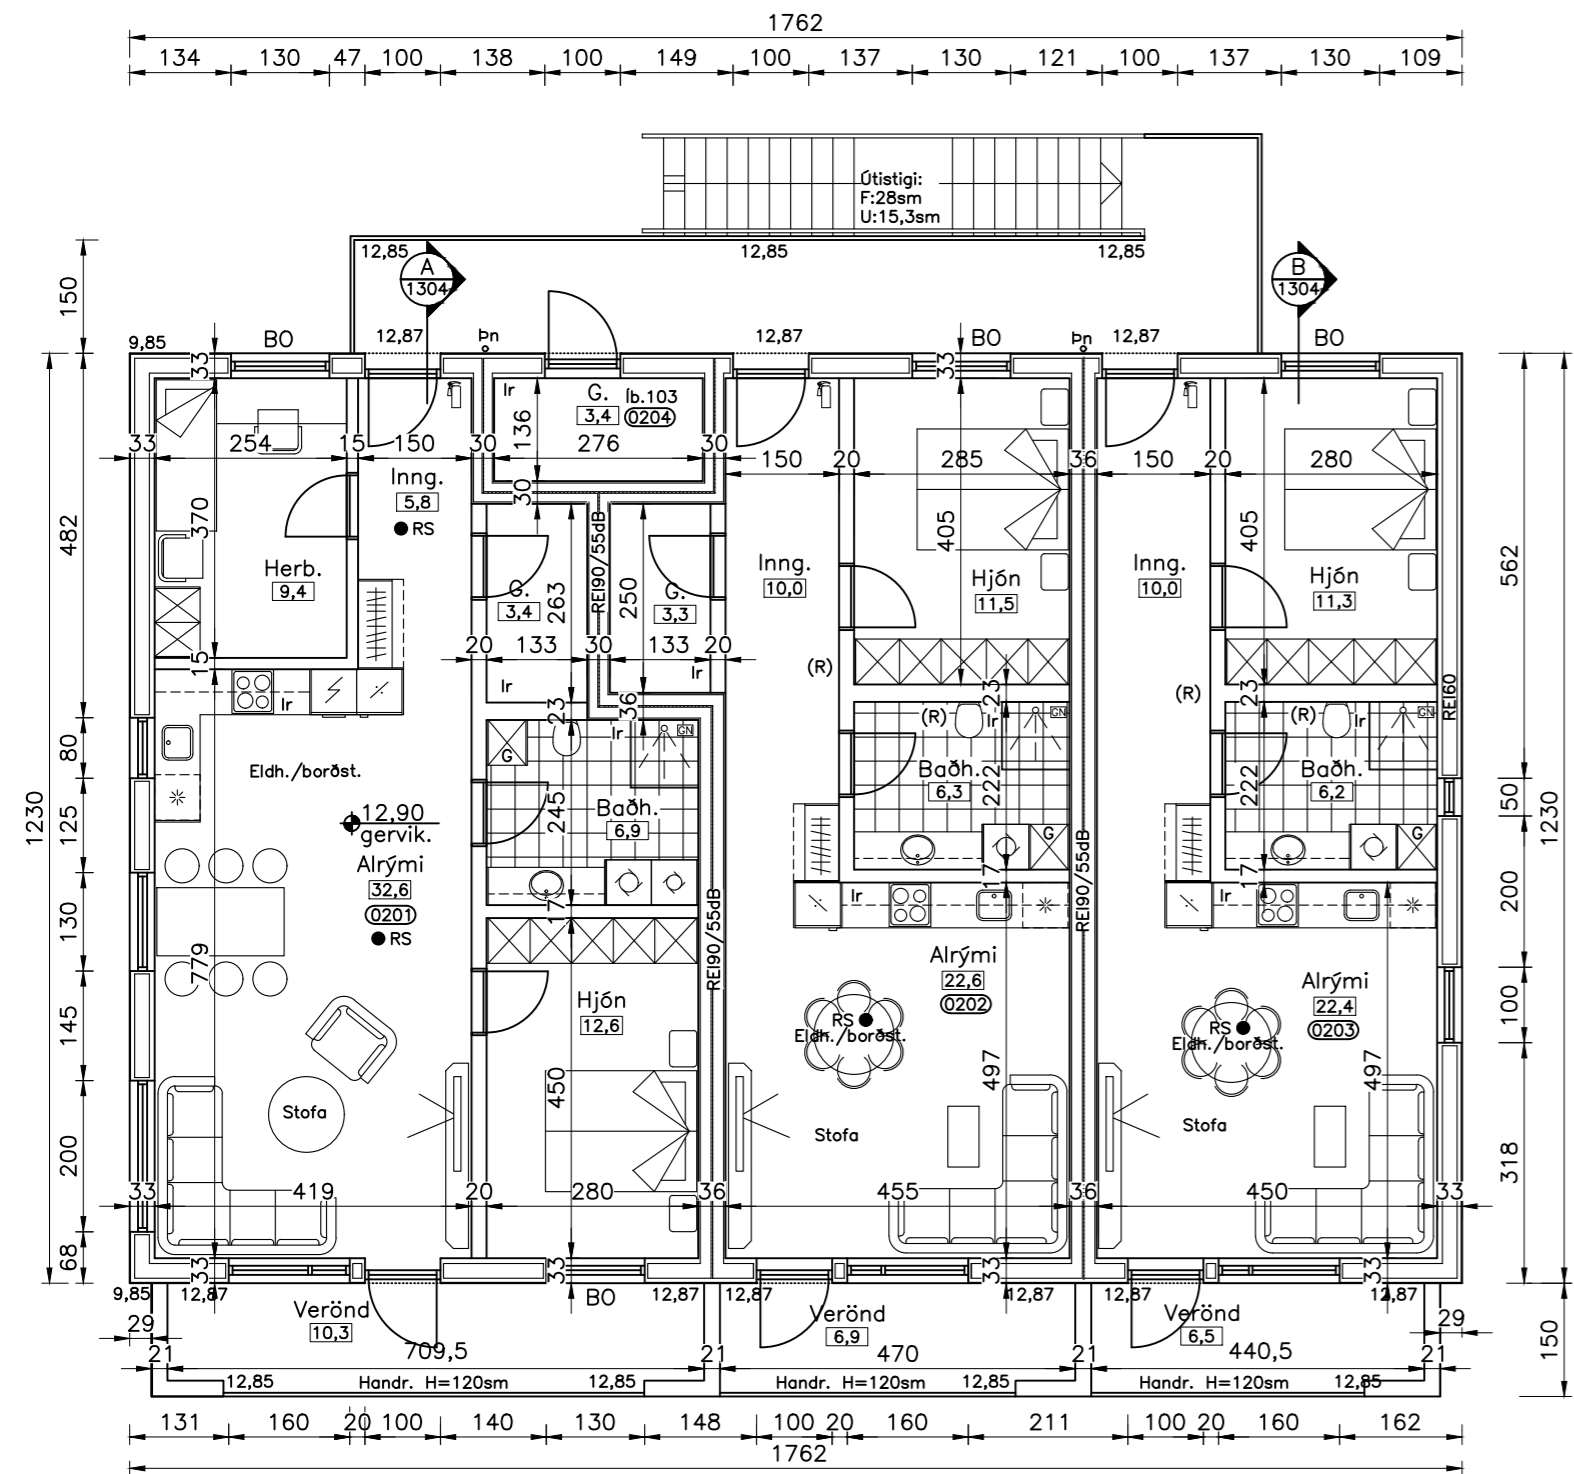 1762
134 130 47 100 138 100 149 100 137 130 121 100 137 130 109
Útistigi:
F:28sm
U:15,3sm
12,85 12,85 12,85
A
1304
B
1304
150
9,85 BO 12,87 Þn 12,87 BO Þn 12,87 BO
33 33
Ir G. Íb.103
3,4 0204
136
33 254 15 150 30 276 30 150 20 285 36 150 20 280
Inng.
5,8
RS
30
370
482
405 405
562
REI90/55dB
Herb.
9,4
G.
3,4
263
250
G.
3,3
Inng.
10,0
Hjón
11,5
Inng.
10,0
Hjón
11,3
15
20 133 30 133 20
Ir Ir
(R) (R)
23 23
Ir
23 36
REI60
80
Ir
G
GN
(R) Ir GN
(R) Ir GN
Eldh./borðst.
Baðh.
6,3
222
Baðh.
6,2
222
50
1230
125
12,90
gervik.
245
Baðh.
6,9
G G
1230
Alrými
32,6
0201
RS
17 17
17
REI90/55dB
REI90/55dB
Ir Ir
130
200
779
Alrými
22,6
0202
Alrými
22,4
0203
Hjón
12,6
RS
Eldh./borðst.
RS
Eldh./borðst.
145
100
450
497 497
Stofa
Stofa
Stofa
200
318
33 419 20 280 36 455 36 450 33
68
33 33 33 33
9,85 12,87 BO 12,87 12,87 12,87 12,87 12,87
Verönd
10,3
Verönd
6,9
Verönd
6,5
29 29
150
21 709,5 21 470 21 440,5 21
12,85 Handr. H=120sm 12,85 Handr. H=120sm 12,85 Handr. H=120sm 12,85
131 160 20 100 140 130 148 100 20 160 211 100 20 160 162
1762